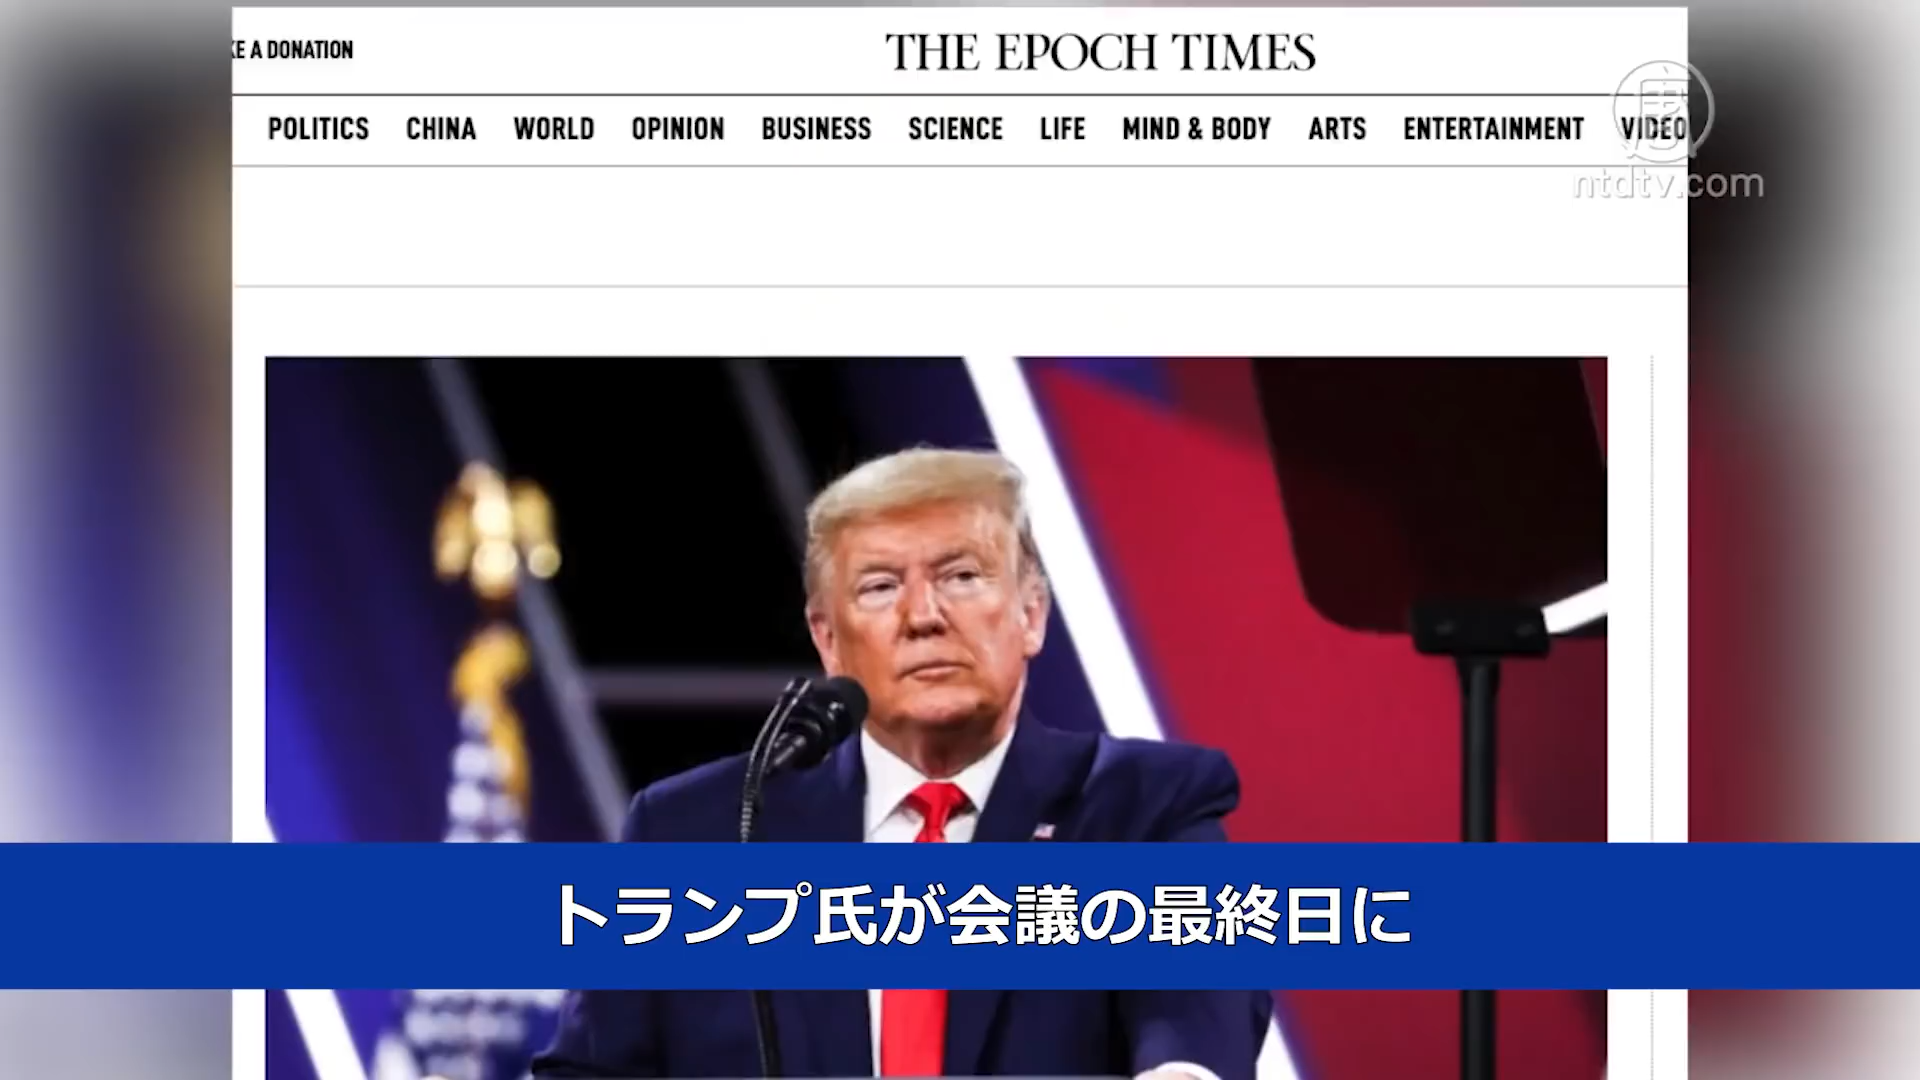 KE A DONATION
THE EPOCH TIMES
POLITICS CHINA WORLD OPINION BUSINESS SCIENCE LIFE MIND & BODY ARTS ENTERTAINMENT VIDEO
ntdtv.com
トランプ氏が会議の最終日に